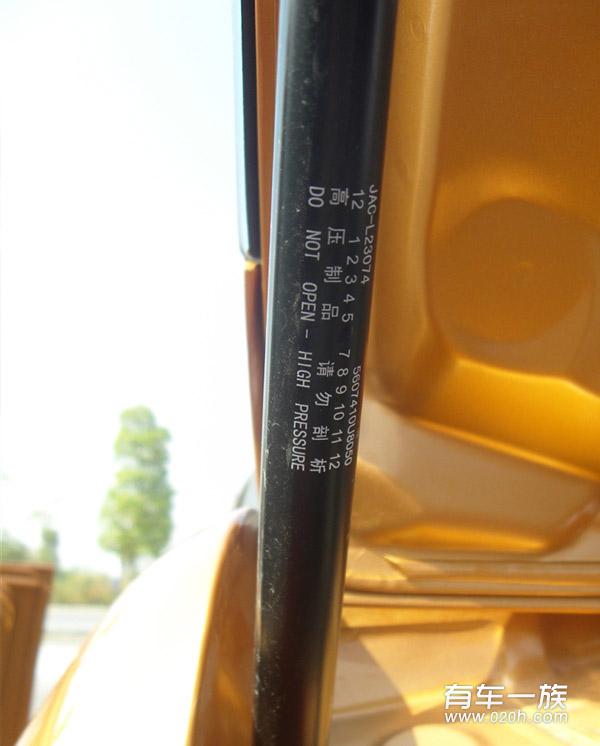 JAC-L23074 5607410U8050
12 1 2 3 4 5 7 8 9 10 11 12
高压制品 请勿剖析
DO NOT OPEN - HIGH PRESSURE
有车一族
www.020h.com